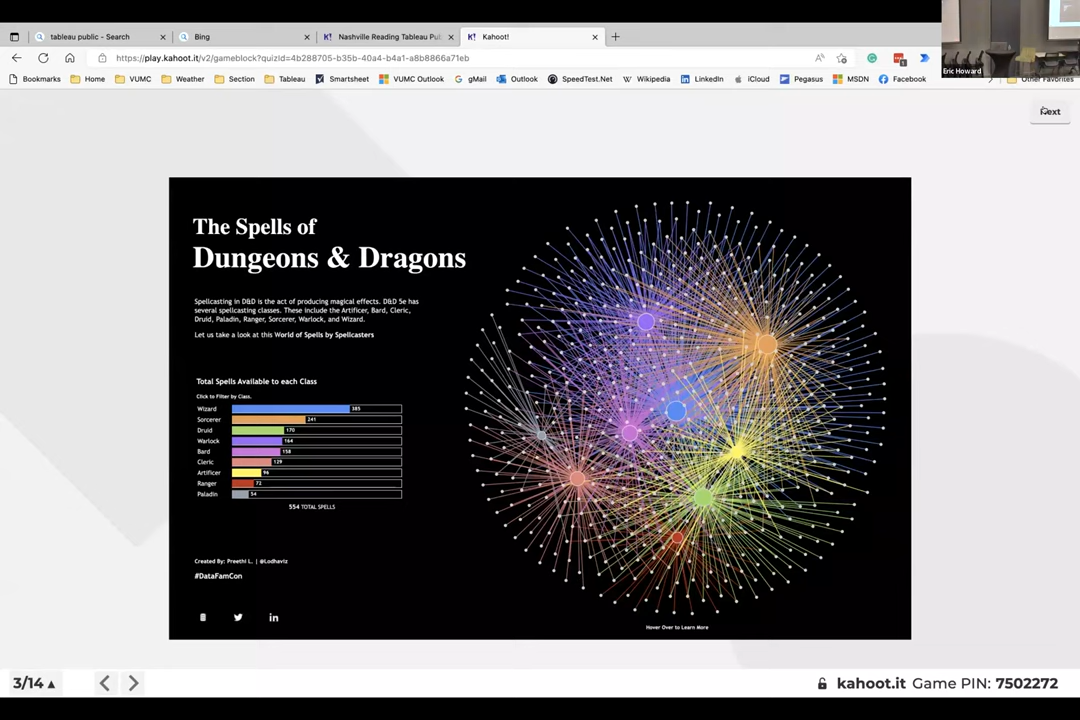 tableau public - Search
Bing
Nashville Reading Tableau Pu
Kahoot!
https://play.kahoot.it/v2/gameblock?quizId=4b288705-b35b-40a4-b4a1-a8b8866a71eb
Bookmarks
Home
VUMC
Weather
Section
Tableau
Smartsheet
VUMC Outlook
gMail
Outlook
SpeedTest.Net
Wikipedia
LinkedIn
iCloud
Pegasus
MSDN
Facebook
Other Favorites
Eric Howard
Next
The Spells of
Dungeons & Dragons
Spellcasting in D&D is the act of producing magical effects. D&D 5e has
several spellcasting classes. These include the Artificer, Bard, Cleric,
Druid, Paladin, Ranger, Sorcerer, Warlock, and Wizard.
Let us take a look at this World of Spells by Spellcasters
Total Spells Available to each Class
Click to Filter by Class.
Wizard 385
Sorcerer 241
Druid 170
Warlock 164
Bard 158
Cleric 129
Artificer 96
Ranger 72
Paladin 54
554 TOTAL SPELLS
Created By: Preethi L. | @Lodhaviz
#DataFamCon
Hover Over to Learn More
3/14
kahoot.it Game PIN: 7502272